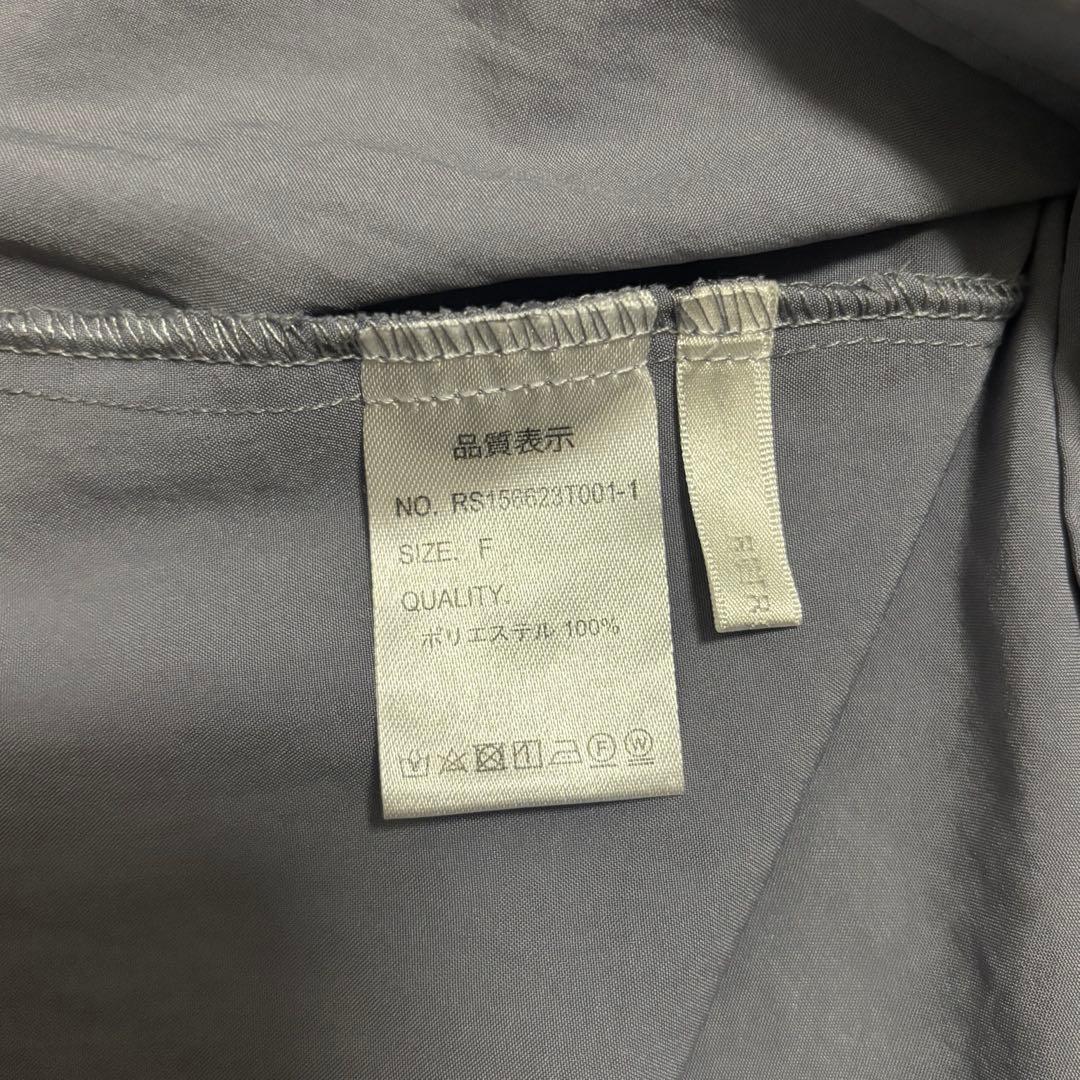 品質表示
NO. RS156623T001-1
SIZE. F
QUALITY.
ポリエステル 100%
F W